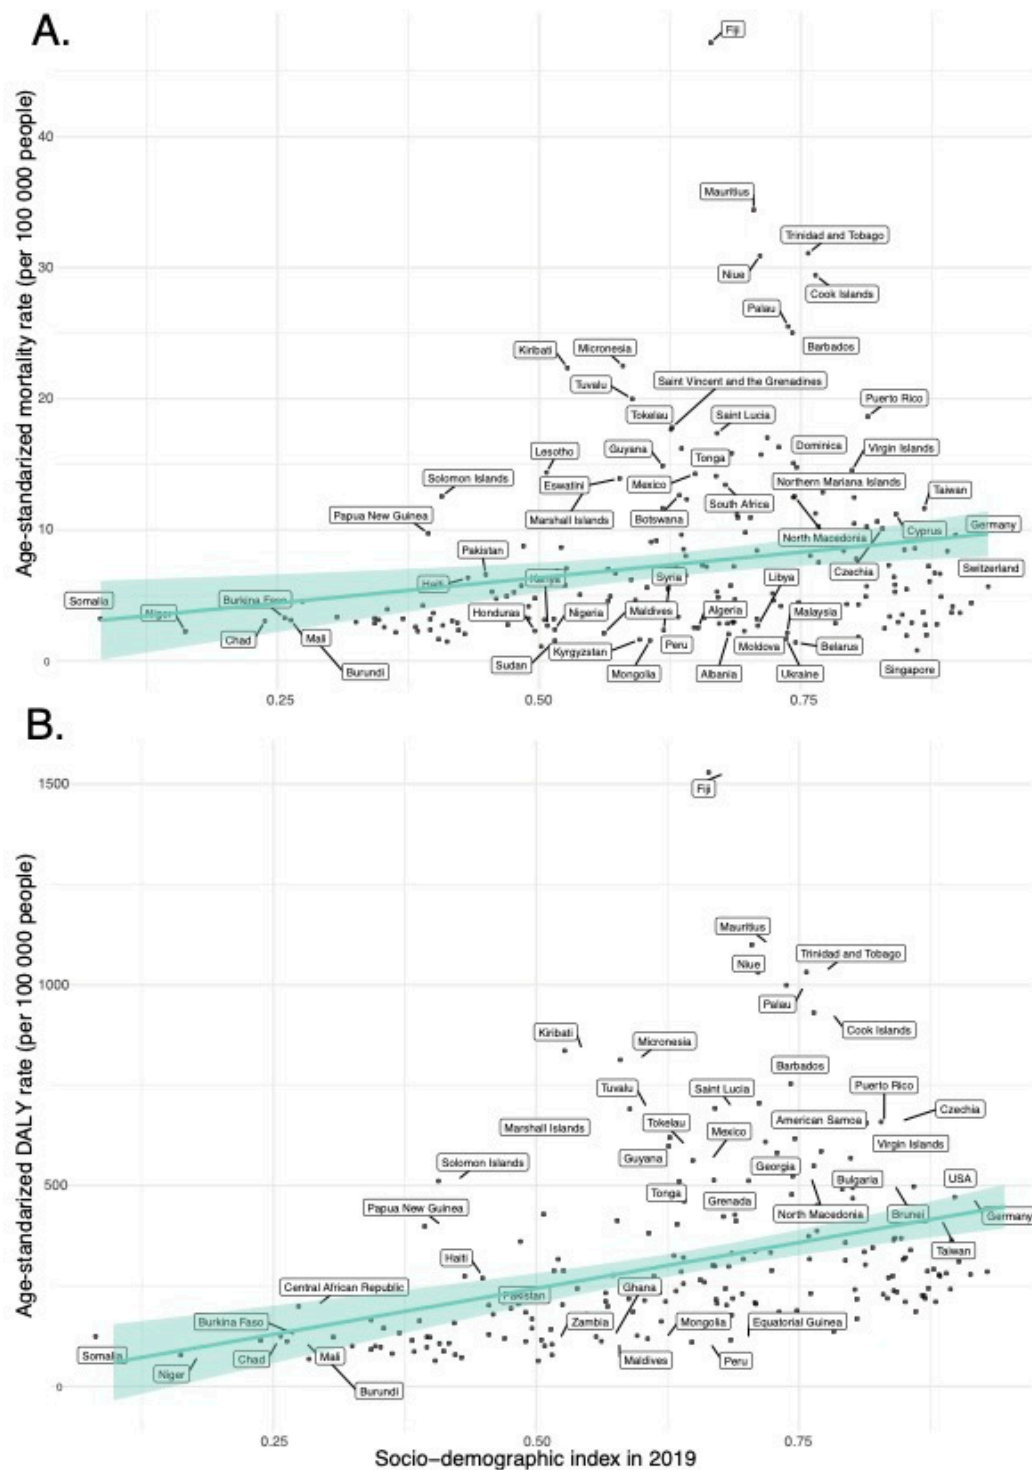 A.
Fiji
Age-standarized mortality rate (per 100 000 people)
40
Mauritius
Trinidad and Tobago
30
Niue
Cook Islands
Palau
Barbados
Kiribati
Micronesia
Tuvalu
Saint Vincent and the Grenadines
20
Puerto Rico
Tokelau
Saint Lucia
Lesotho
Guyana
Dominica
Virgin Islands
Tonga
Solomon Islands
Eswatini
Mexico
Northern Mariana Islands
Taiwan
South Africa
Papua New Guinea
Marshall Islands
Botswana
10
North Macedonia
Cyprus
Germany
Pakistan
Haiti
Kenya
Syria
Libya
Czechia
Switzerland
Somalia
Niger
Burkina Faso
Honduras
Nigeria
Maldives
Algeria
Malaysia
Chad
Mali
Kyrgyzstan
Peru
Moldova
Belarus
0
Burundi
Sudan
Mongolia
Albania
Ukraine
Singapore
0.25
0.50
0.75
B.
1500
Fiji
Age-standarized DALY rate (per 100 000 people)
Mauritius
Trinidad and Tobago
Niue
1000
Palau
Cook Islands
Kiribati
Micronesia
Barbados
Tuvalu
Saint Lucia
Puerto Rico
Czechia
Marshall Islands
Tokelau
Mexico
American Samoa
Virgin Islands
Solomon Islands
Guyana
Georgia
500
Tonga
Grenada
Bulgaria
USA
Papua New Guinea
North Macedonia
Brunei
Germany
Haiti
Taiwan
Central African Republic
Pakistan
Ghana
Burkina Faso
Zambia
Mongolia
Equatorial Guinea
Somalia
Niger
Chad
Mali
Maldives
Peru
0
Burundi
0.25
0.50
0.75
Socio-demographic index in 2019